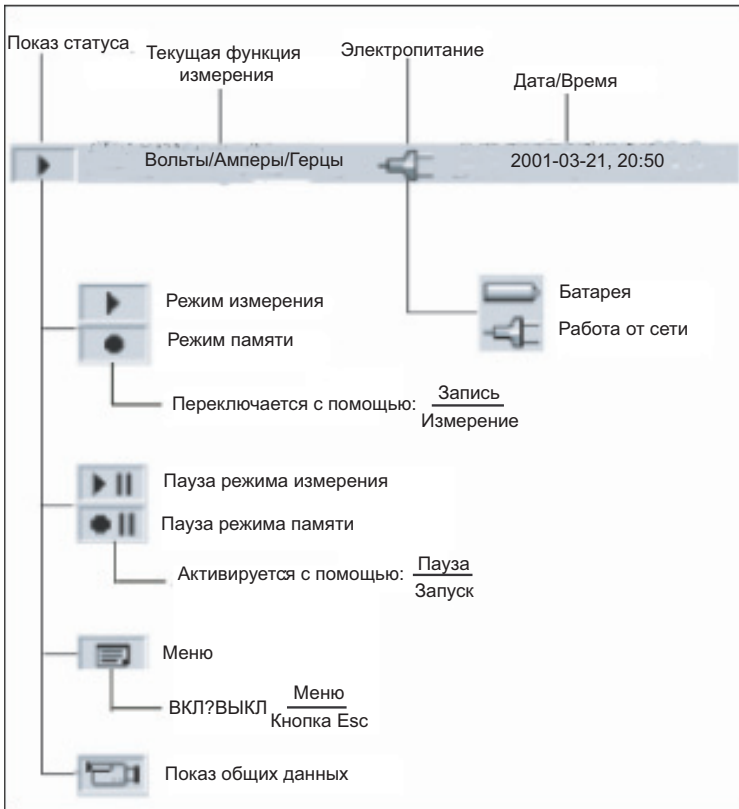 Показ статуса
Текущая функция
измерения
Электропитание
Дата/Время
Вольты/Амперы/Герцы
2001-03-21, 20:50
Режим измерения
Режим памяти
Батарея
Работа от сети
Переключается с помощью: Запись
Измерение
Пауза режима измерения
Пауза режима памяти
Активируется с помощью: Пауза
Запуск
Меню
ВКЛ?ВЫКЛ Меню
Кнопка Esc
Показ общих данных